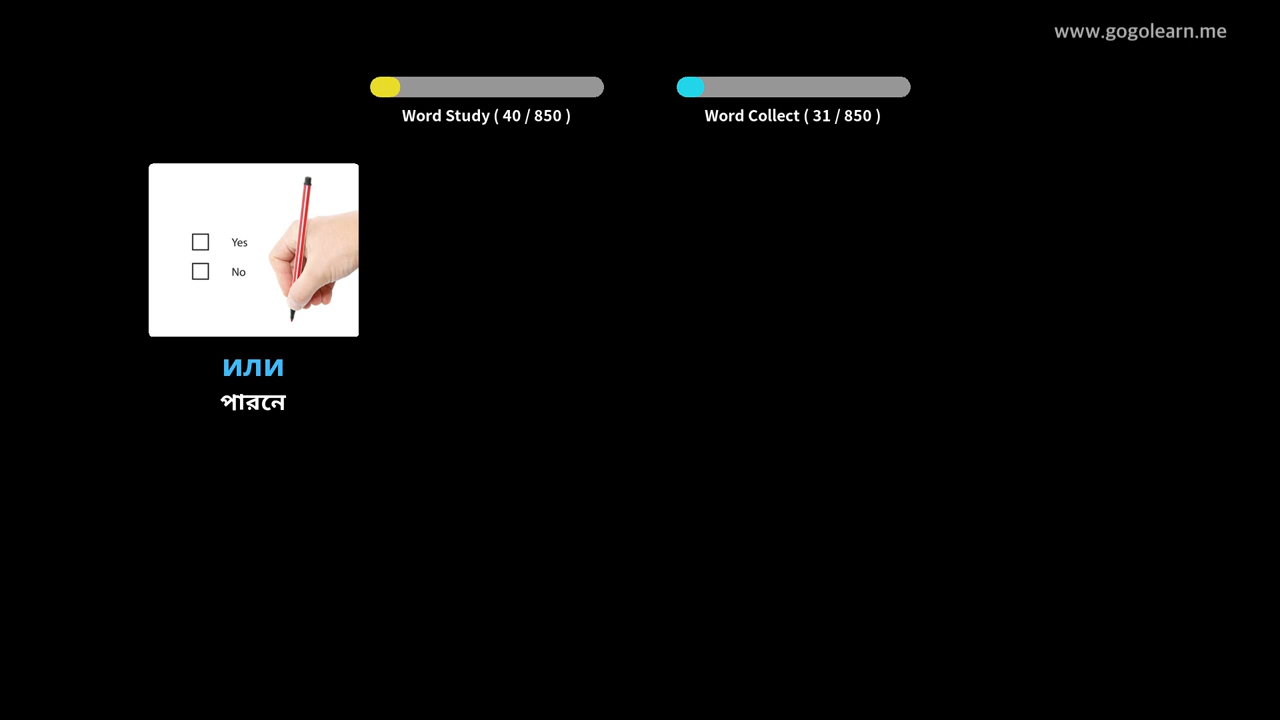 www.gogolearn.me
Word Study ( 40 / 850 )
Word Collect ( 31 / 850 )
Yes
No
или
পারনে